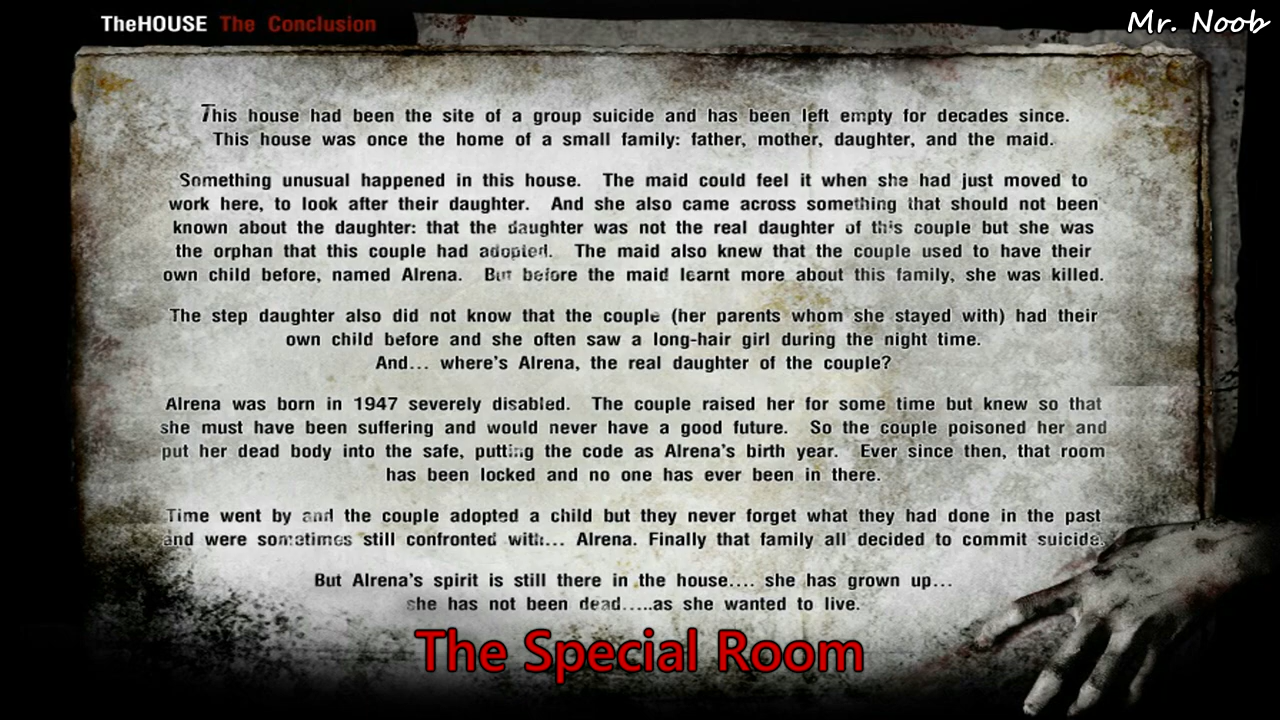 TheHOUSE The Conclusion
Mr. Noob
This house had been the site of a group suicide and has been left empty for decades since.
This house was once the home of a small family: father, mother, daughter, and the maid.
Something unusual happened in this house. The maid could feel it when she had just moved to
work here, to look after their daughter. And she also came across something that should not been
known about the daughter: that the daughter was not the real daughter of this couple but she was
the orphan that this couple had adopted. The maid also knew that the couple used to have their
own child before, named Alrena. But before the maid learnt more about this family, she was killed.
The step daughter also did not know that the couple (her parents whom she stayed with) had their
own child before and she often saw a long-hair girl during the night time.
And... where's Alrena, the real daughter of the couple?
Alrena was born in 1947 severely disabled. The couple raised her for some time but knew so that
she must have been suffering and would never have a good future. So the couple poisoned her and
put her dead body into the safe, putting the code as Alrena's birth year. Ever since then, that room
has been locked and no one has ever been in there.
Time went by and the couple adopted a child but they never forget what they had done in the past
and were sometimes still confronted with... Alrena. Finally that family all decided to commit suicide.
But Alrena's spirit is still there in the house.... she has grown up...
she has not been dead.....as she wanted to live.
The Special Room